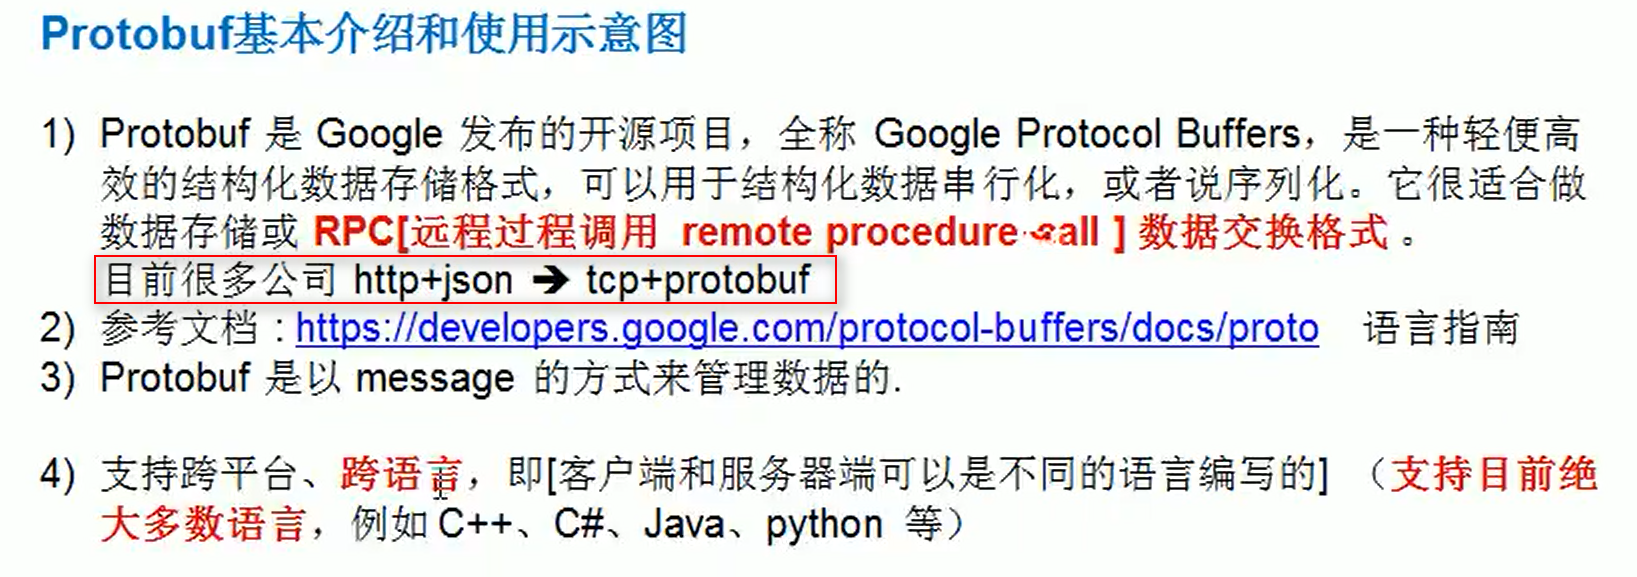 Protobuf基本介绍和使用示意图
1) Protobuf 是 Google 发布的开源项目，全称 Google Protocol Buffers，是一种轻便高
效的结构化数据存储格式，可以用于结构化数据串行化，或者说序列化。它很适合做
数据存储或 RPC[远程过程调用 remote procedure call ] 数据交换格式 。
目前很多公司 http+json ➔ tcp+protobuf
2) 参考文档 : https://developers.google.com/protocol-buffers/docs/proto 语言指南
3) Protobuf 是以 message 的方式来管理数据的.
4) 支持跨平台、跨语言，即[客户端和服务器端可以是不同的语言编写的] （支持目前绝
大多数语言，例如 C++、C#、Java、python 等）